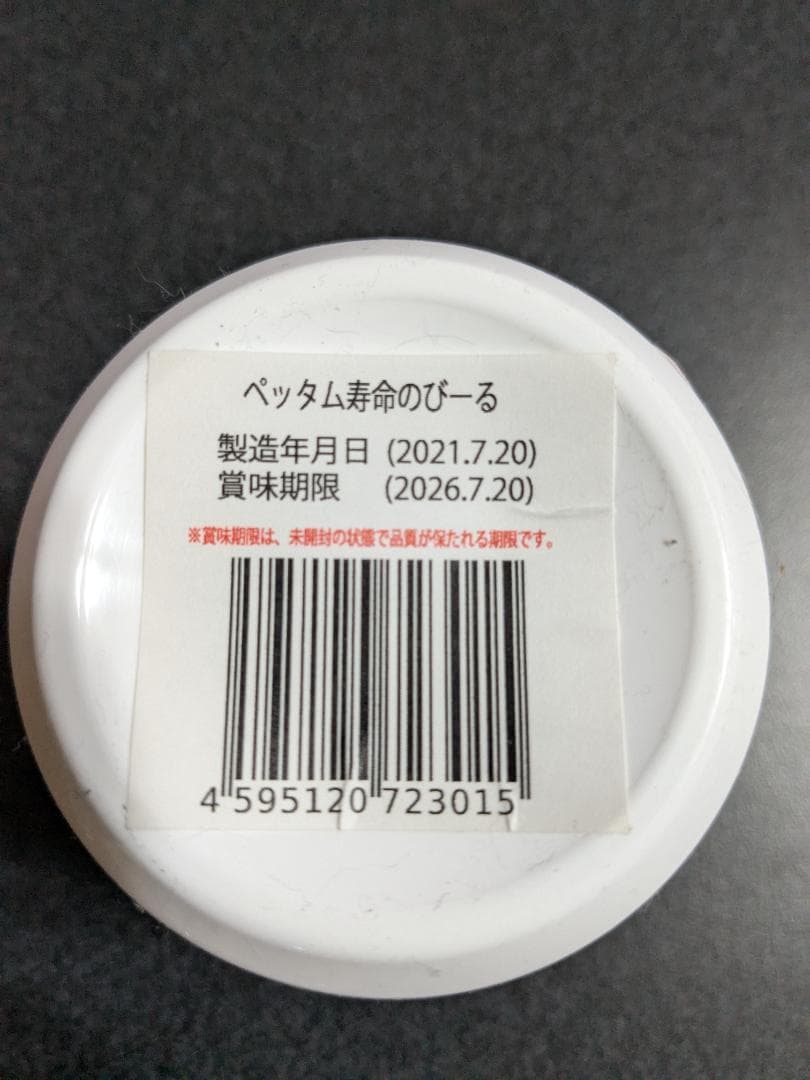 ペッタム寿命のびーる
製造年月日 (2021.7.20)
賞味期限 (2026.7.20)
※賞味期限は、未開封の状態で品質が保たれる期限です。
4 595120 723015